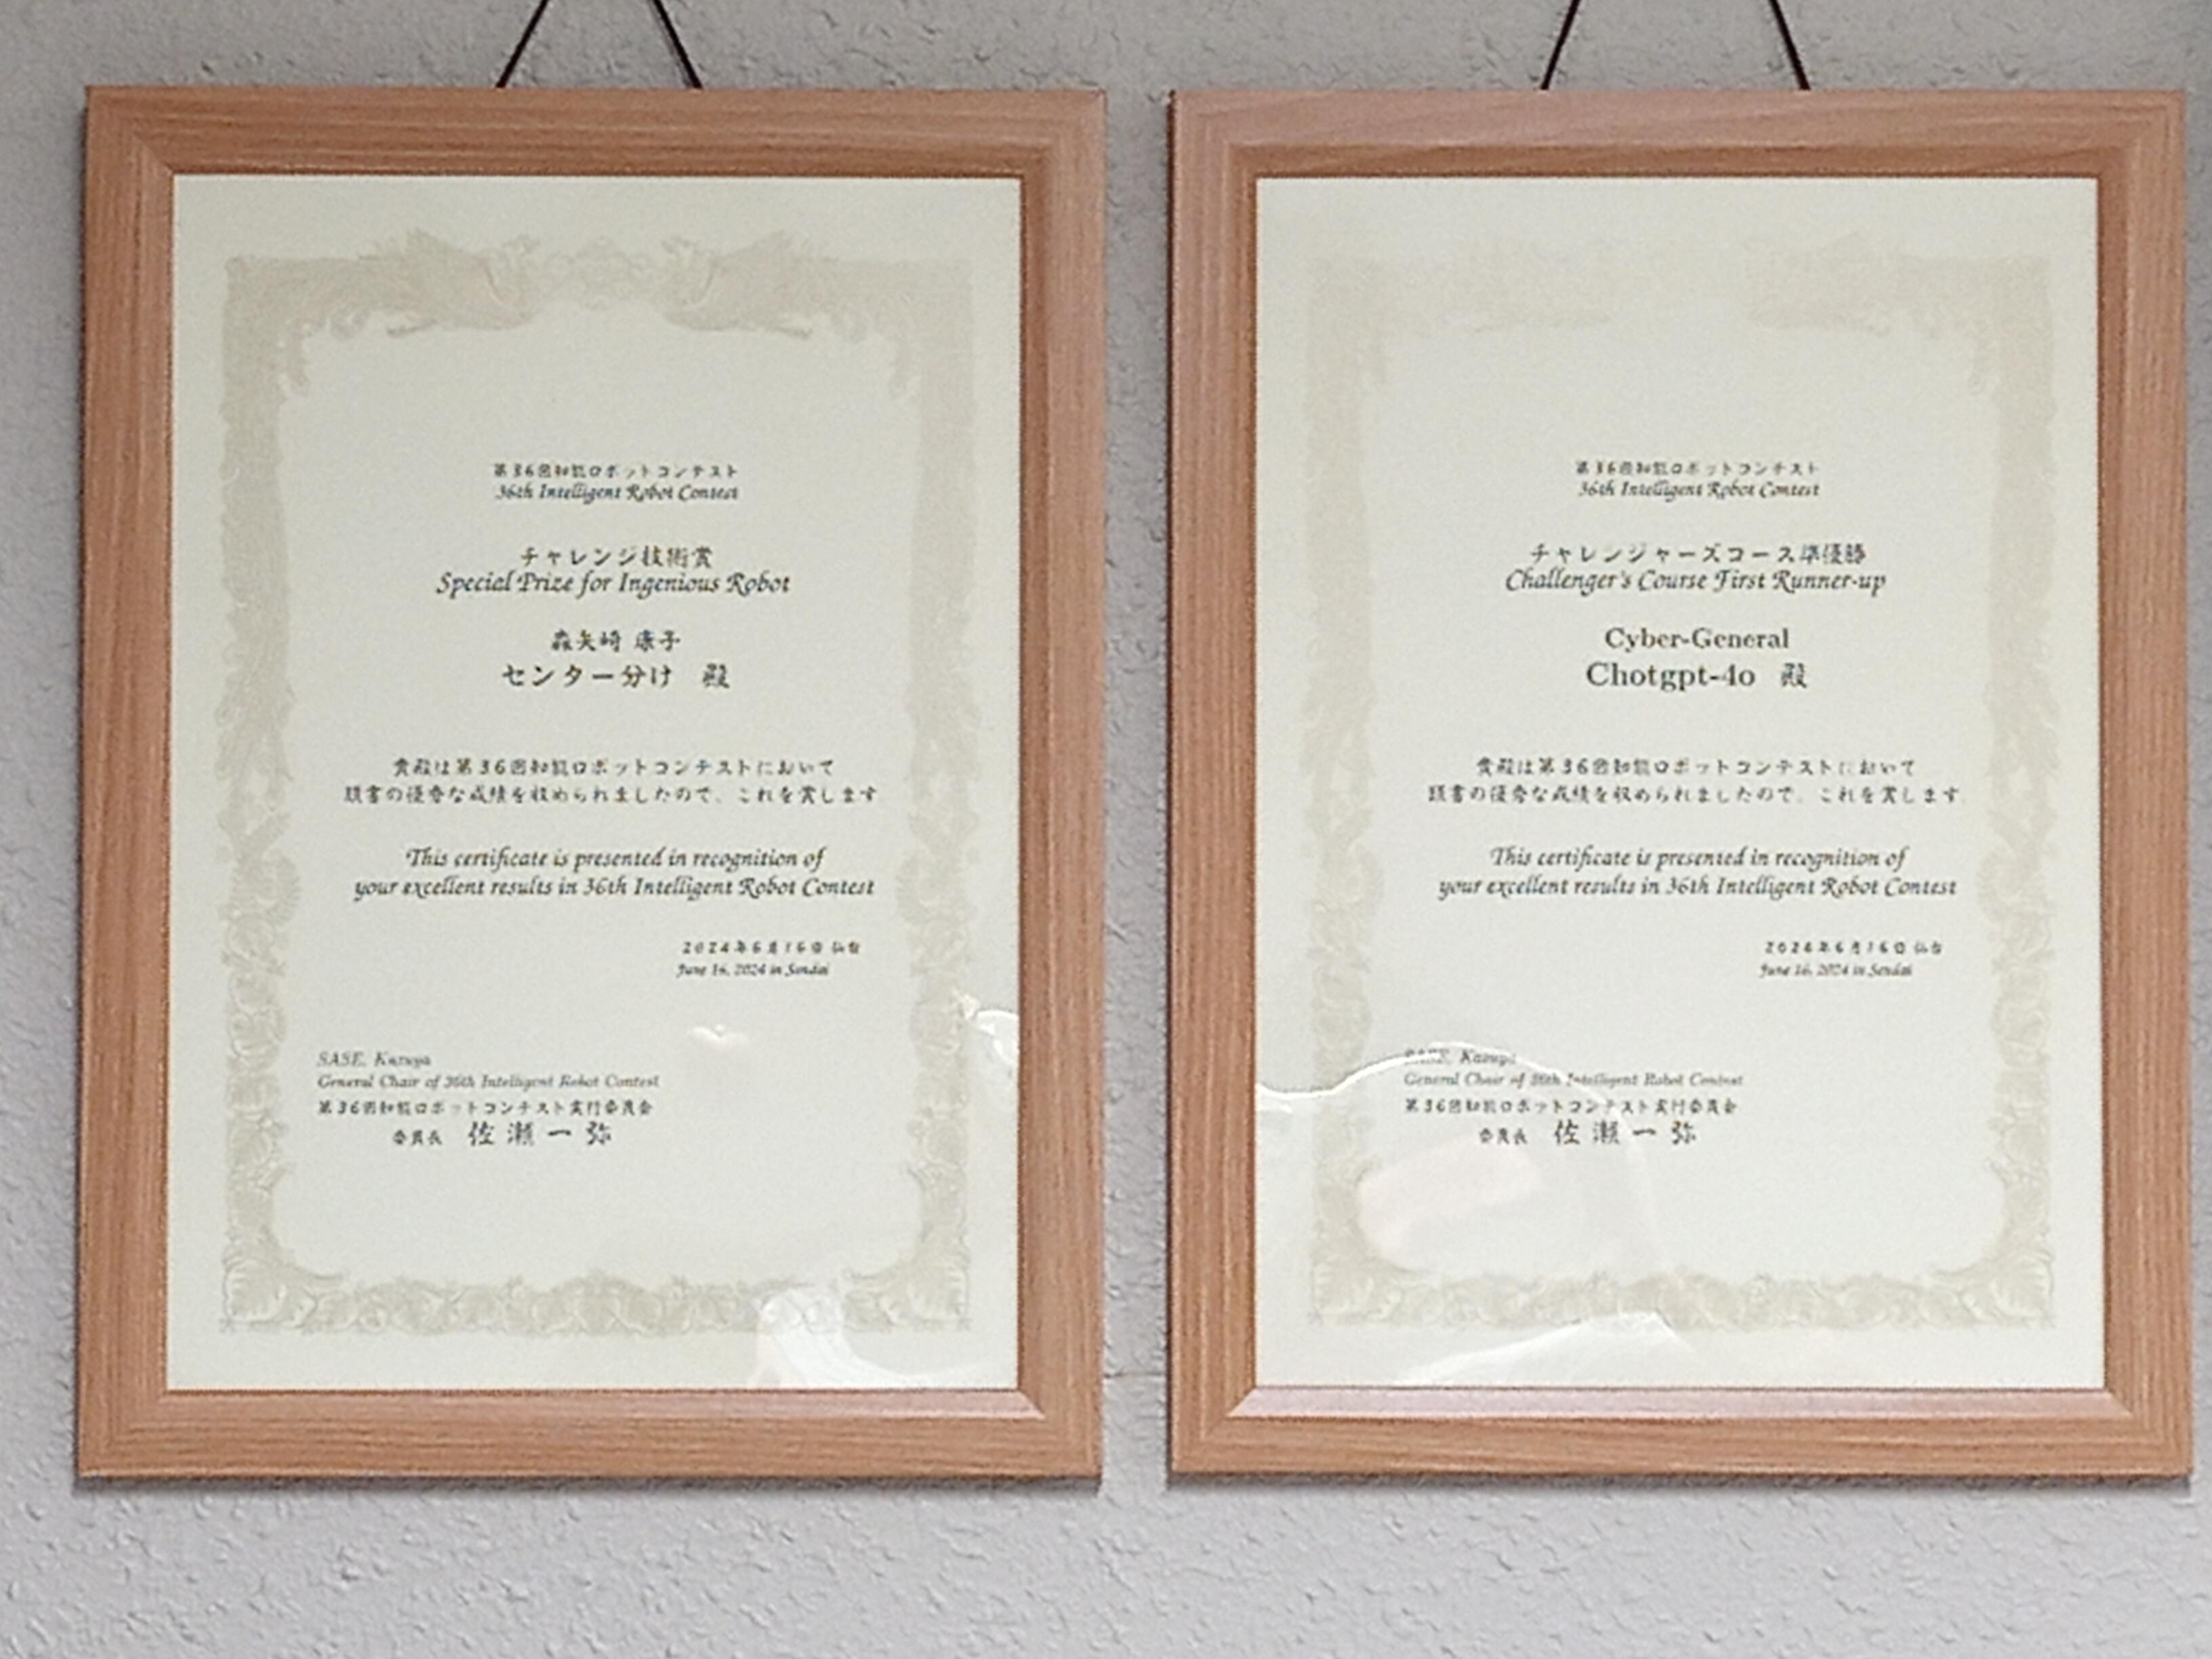 第36回知能ロボットコンテスト
36th Intelligent Robot Contest
チャレンジ技術賞
Special Prize for Ingenious Robot
森矢崎 康子
センター分け 殿
貴殿は第36回知能ロボットコンテストにおいて
頭書の優秀な成績を収められましたので、これを賞します
This certificate is presented in recognition of
your excellent results in 36th Intelligent Robot Contest
2024年6月16日 仙台
June 16, 2024 in Sendai
SASE, Kazuya
General Chair of 36th Intelligent Robot Contest
第36回知能ロボットコンテスト実行委員会
委員長 佐瀬一弥
第36回知能ロボットコンテスト
36th Intelligent Robot Contest
チャレンジャーズコース準優勝
Challenger's Course First Runner-up
Cyber-General
Chotgpt-4o 殿
貴殿は第36回知能ロボットコンテストにおいて
頭書の優秀な成績を収められましたので、これを賞します
This certificate is presented in recognition of
your excellent results in 36th Intelligent Robot Contest
2024年6月16日 仙台
June 16, 2024 in Sendai
SASE, Kazuya
General Chair of 36th Intelligent Robot Contest
第36回知能ロボットコンテスト実行委員会
委員長 佐瀬一弥